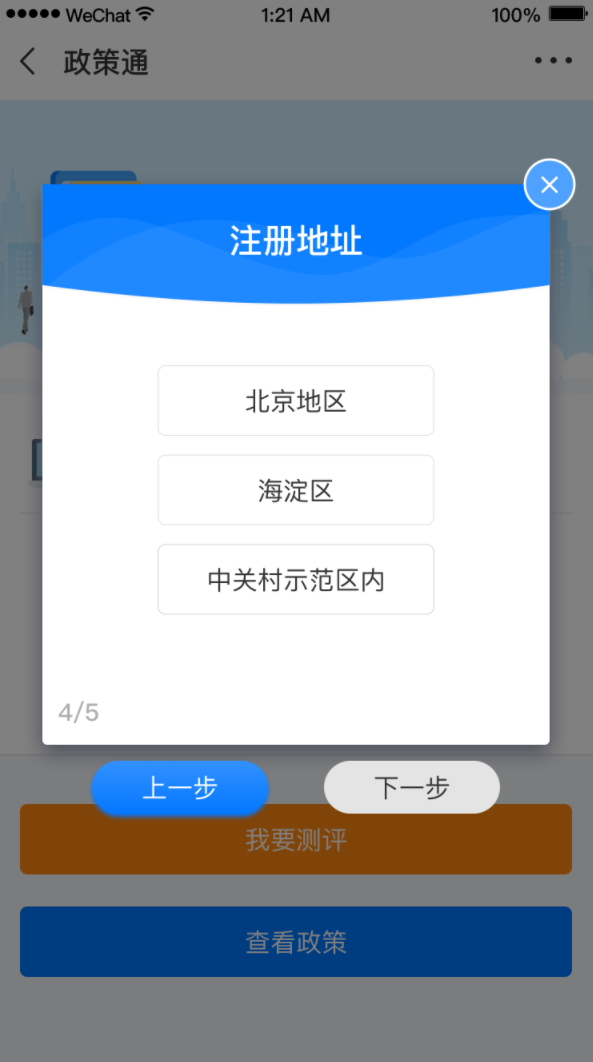 WeChat 1:21 AM 100%
政策通
注册地址
北京地区
海淀区
中关村示范区内
4/5
上一步 下一步
我要测评
查看政策